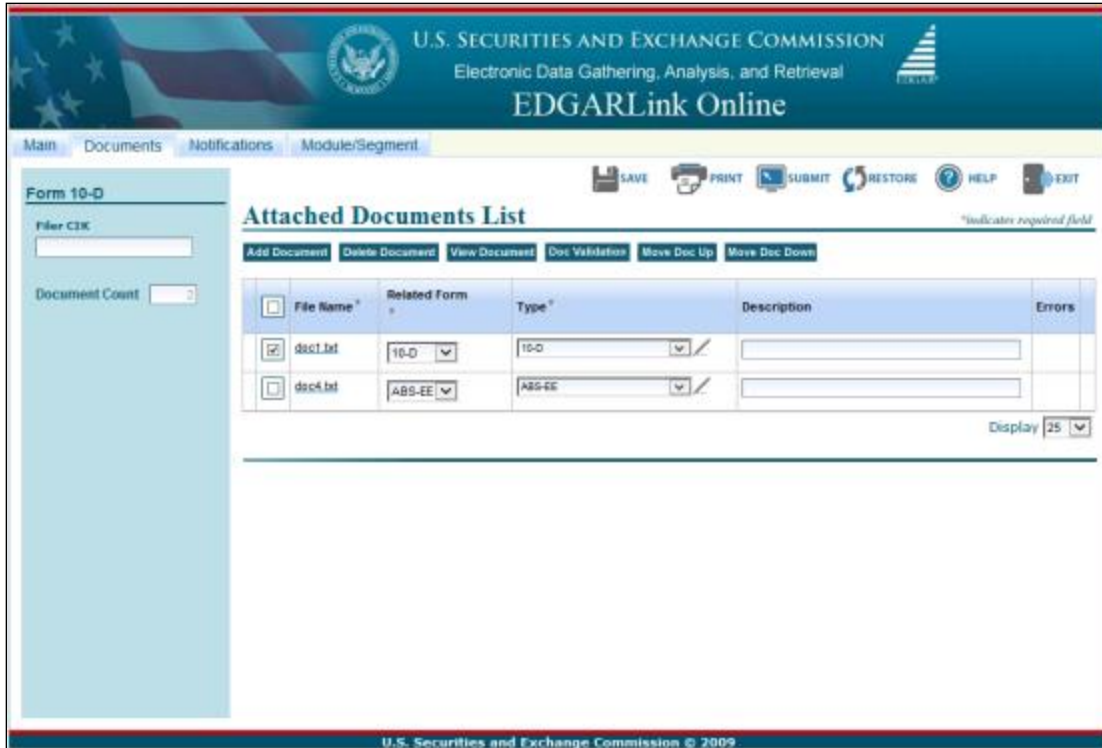 U.S. SECURITIES AND EXCHANGE COMMISSION
Electronic Data Gathering, Analysis, and Retrieval
EDGAR®
EDGARLink Online
Main Documents Notifications Module/Segment
SAVE PRINT SUBMIT RESTORE HELP EXIT
Form 10-D
Filer CIK
Document Count 2
Attached Documents List
*indicates required field
Add Document Delete Document View Document Doc Validation Move Doc Up Move Doc Down
File Name * Related Form * Type * Description Errors
doc1.txt 10-D 10-D
doc4.txt ABS-EE ABS-EE
Display 25
U.S. Securities and Exchange Commission © 2009